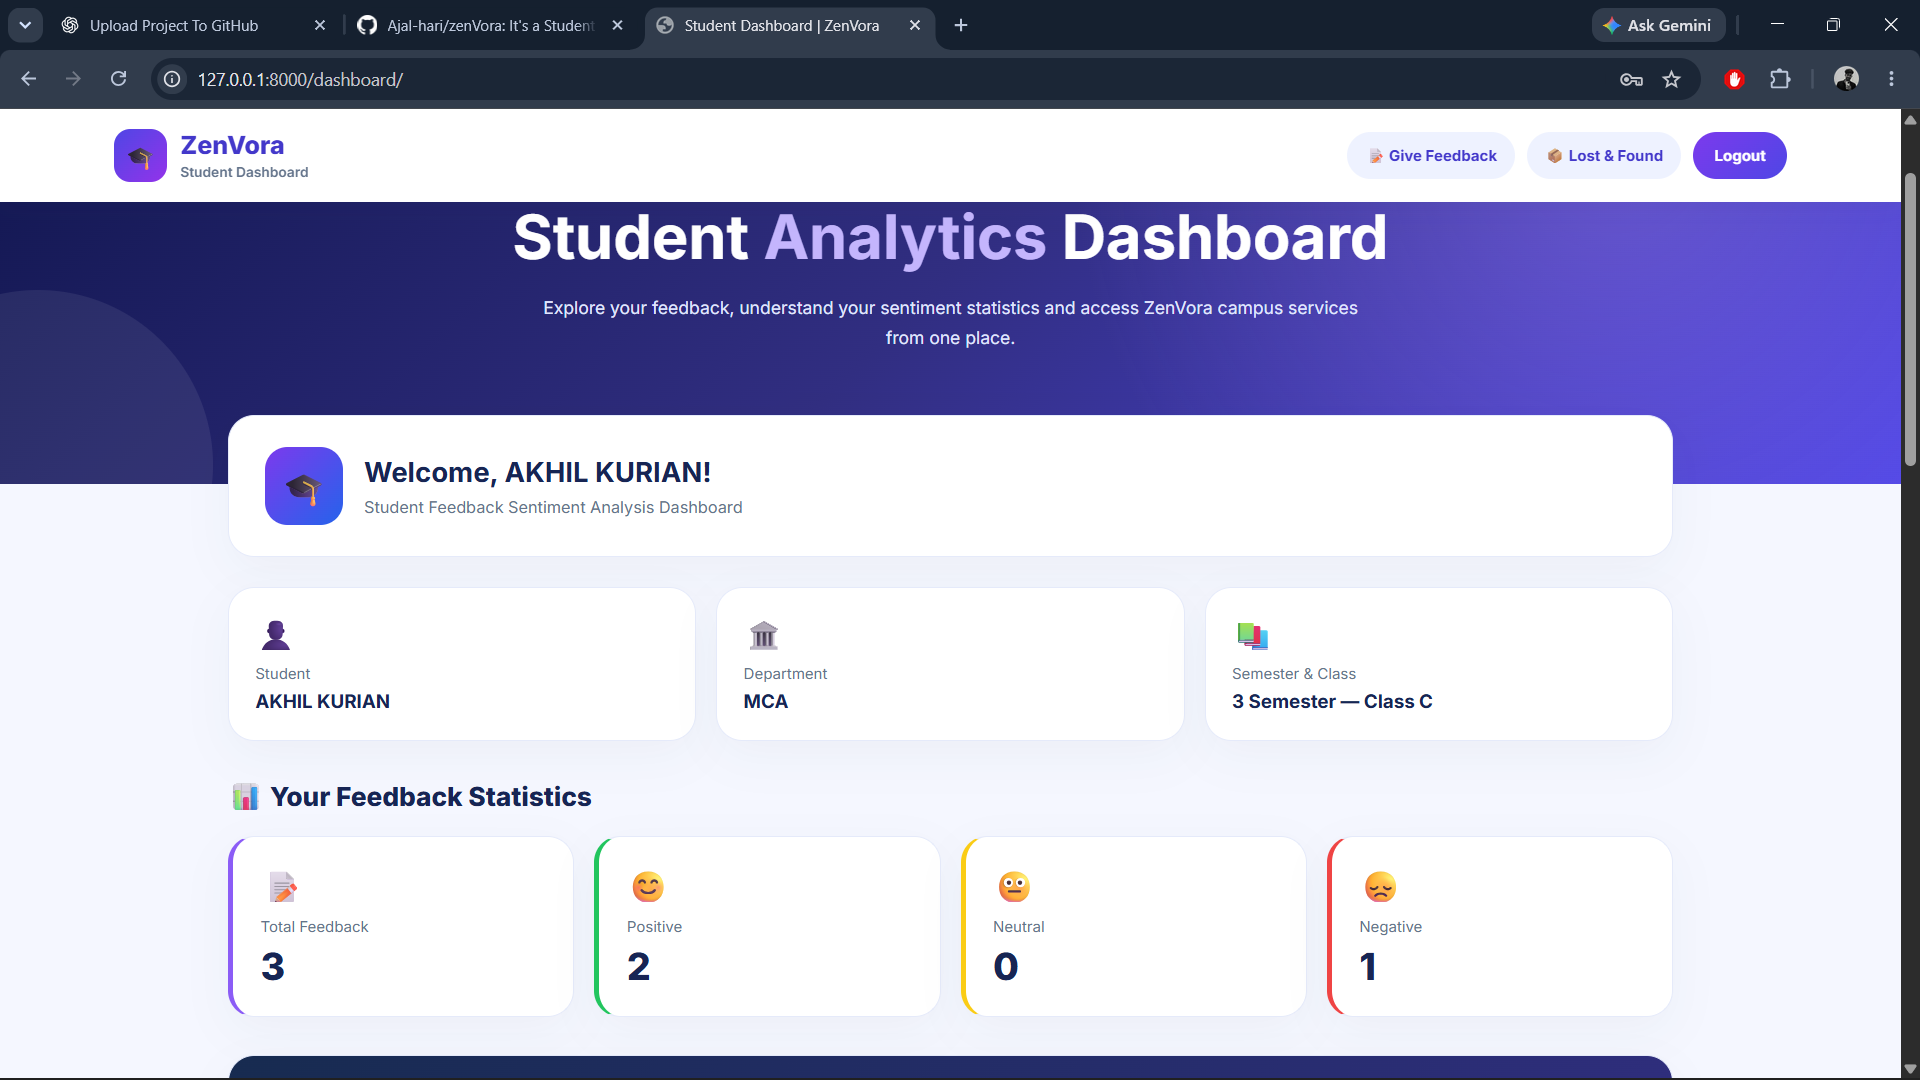 Upload Project To GitHub
Ajal-hari/zenVora: It's a Student
Student Dashboard | ZenVora
Ask Gemini
127.0.0.1:8000/dashboard/
ZenVora
Student Dashboard
Give Feedback
Lost & Found
Logout
Student Analytics Dashboard
Explore your feedback, understand your sentiment statistics and access ZenVora campus services
from one place.
Welcome, AKHIL KURIAN!
Student Feedback Sentiment Analysis Dashboard
Student
AKHIL KURIAN
Department
MCA
Semester & Class
3 Semester — Class C
Your Feedback Statistics
Total Feedback
3
Positive
2
Neutral
0
Negative
1